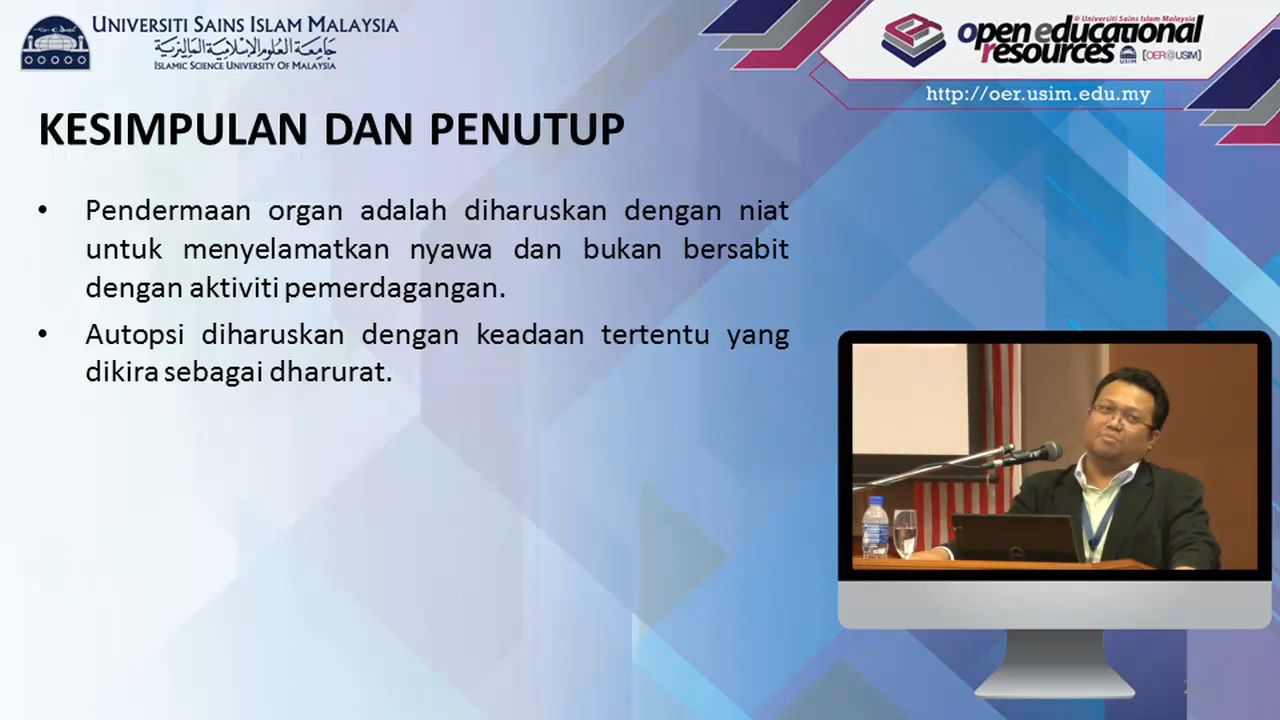 UNIVERSITI SAINS ISLAM MALAYSIA
جامعة العلوم الإسلامية الماليزية
ISLAMIC SCIENCE UNIVERSITY OF MALAYSIA
@ Universiti Sains Islam Malaysia
open educational
resources
USIM
[OER@USIM]
http://oer.usim.edu.my
KESIMPULAN DAN PENUTUP
• Pendermaan organ adalah diharuskan dengan niat
untuk menyelamatkan nyawa dan bukan bersabit
dengan aktiviti pemerdagangan.
• Autopsi diharuskan dengan keadaan tertentu yang
dikira sebagai dharurat.